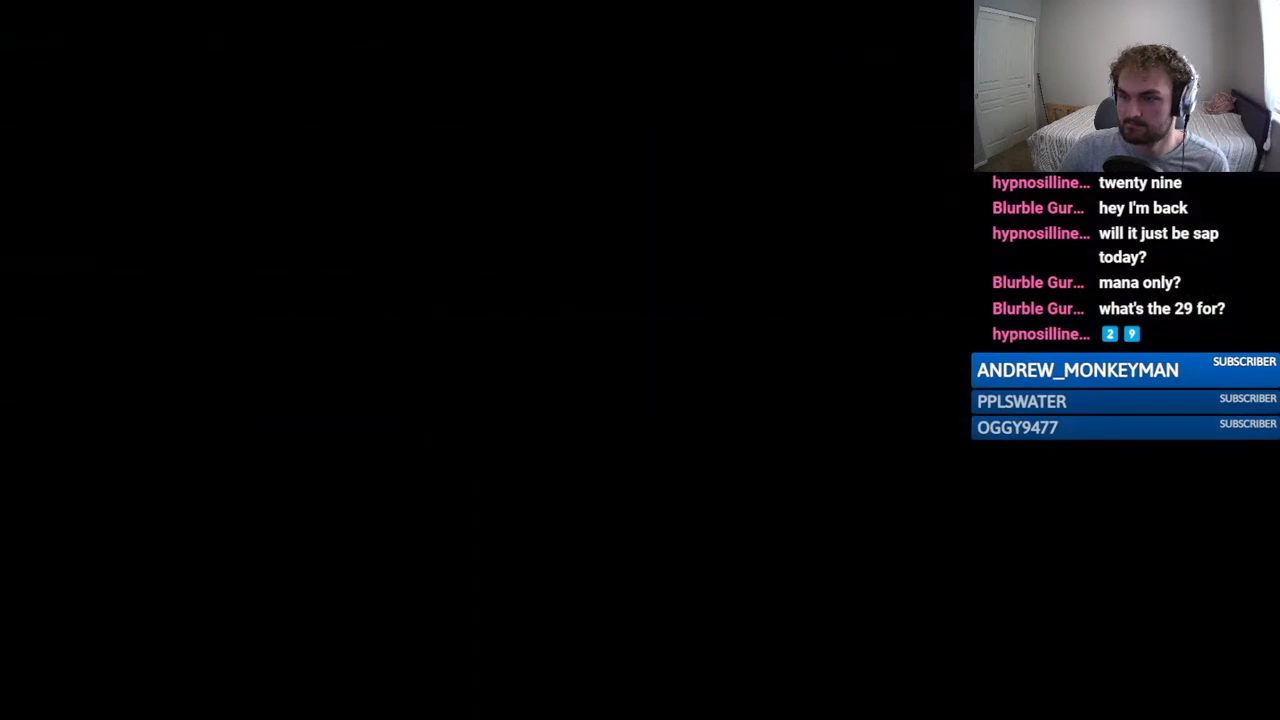 hypnosilline... twenty nine
Blurble Gur... hey I'm back
hypnosilline... will it just be sap
today?
Blurble Gur... mana only?
Blurble Gur... what's the 29 for?
hypnosilline... 2 9
ANDREW_MONKEYMAN SUBSCRIBER
PPLSWATER SUBSCRIBER
OGGY9477 SUBSCRIBER